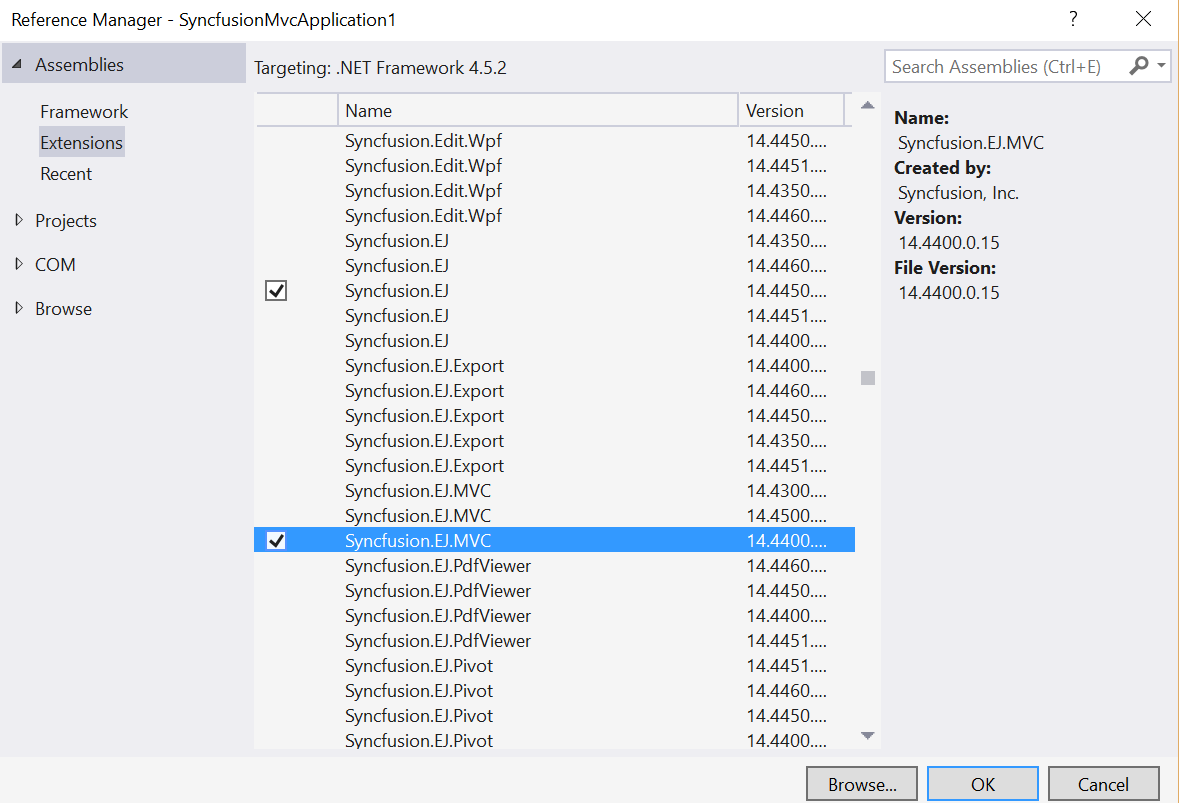 Reference Manager - SyncfusionMvcApplication1
?
Assemblies
Framework
Extensions
Recent
Projects
COM
Browse
Targeting: .NET Framework 4.5.2
Name Version
Syncfusion.Edit.Wpf 14.4450....
Syncfusion.Edit.Wpf 14.4451....
Syncfusion.Edit.Wpf 14.4350....
Syncfusion.Edit.Wpf 14.4460....
Syncfusion.EJ 14.4350....
Syncfusion.EJ 14.4460....
Syncfusion.EJ 14.4450....
Syncfusion.EJ 14.4451....
Syncfusion.EJ 14.4400....
Syncfusion.EJ.Export 14.4400....
Syncfusion.EJ.Export 14.4460....
Syncfusion.EJ.Export 14.4450....
Syncfusion.EJ.Export 14.4350....
Syncfusion.EJ.Export 14.4451....
Syncfusion.EJ.MVC 14.4300....
Syncfusion.EJ.MVC 14.4500....
Syncfusion.EJ.MVC 14.4400....
Syncfusion.EJ.PdfViewer 14.4460....
Syncfusion.EJ.PdfViewer 14.4450....
Syncfusion.EJ.PdfViewer 14.4400....
Syncfusion.EJ.PdfViewer 14.4451....
Syncfusion.EJ.Pivot 14.4451....
Syncfusion.EJ.Pivot 14.4460....
Syncfusion.EJ.Pivot 14.4450....
Syncfusion.EJ.Pivot 14.4400....
Search Assemblies (Ctrl+E)
Name:
Syncfusion.EJ.MVC
Created by:
Syncfusion, Inc.
Version:
14.4400.0.15
File Version:
14.4400.0.15
Browse... OK Cancel